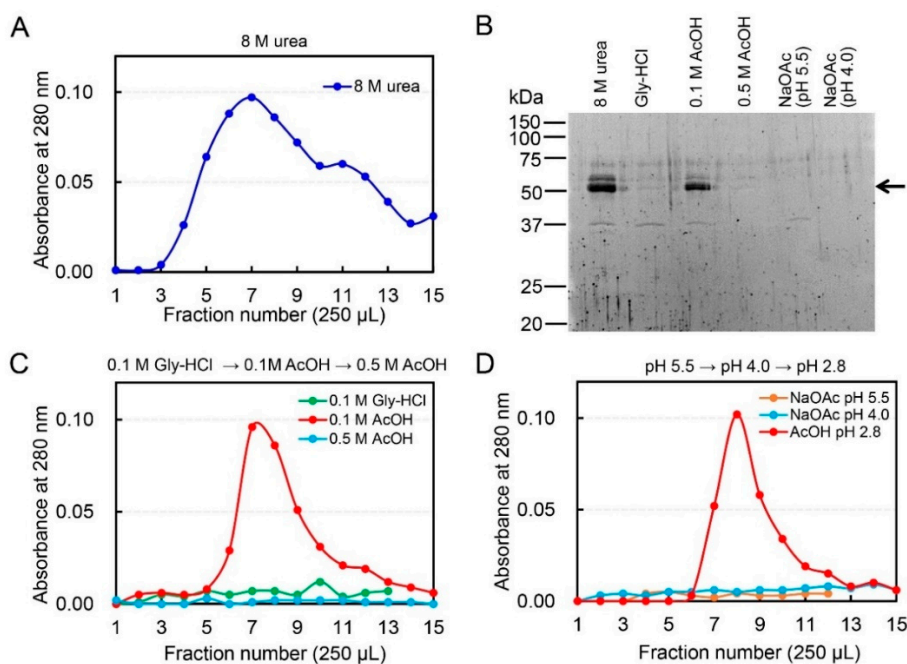 A
8 M urea
8 M urea
0.10
0.05
0.00
Absorbance at 280 nm
1 3 5 7 9 11 13 15
Fraction number (250 µL)
B
8 M urea
Gly-HCl
0.1 M AcOH
0.5 M AcOH
NaOAc
(pH 5.5)
NaOAc
(pH 4.0)
kDa
150
100
75
50
37
25
20
C
0.1 M Gly-HCl → 0.1M AcOH → 0.5 M AcOH
0.1 M Gly-HCl
0.1 M AcOH
0.5 M AcOH
0.10
0.05
0.00
Absorbance at 280 nm
1 3 5 7 9 11 13 15
Fraction number (250 µL)
D
pH 5.5 → pH 4.0 → pH 2.8
NaOAc pH 5.5
NaOAc pH 4.0
AcOH pH 2.8
0.10
0.05
0.00
Absorbance at 280 nm
1 3 5 7 9 11 13 15
Fraction number (250 µL)